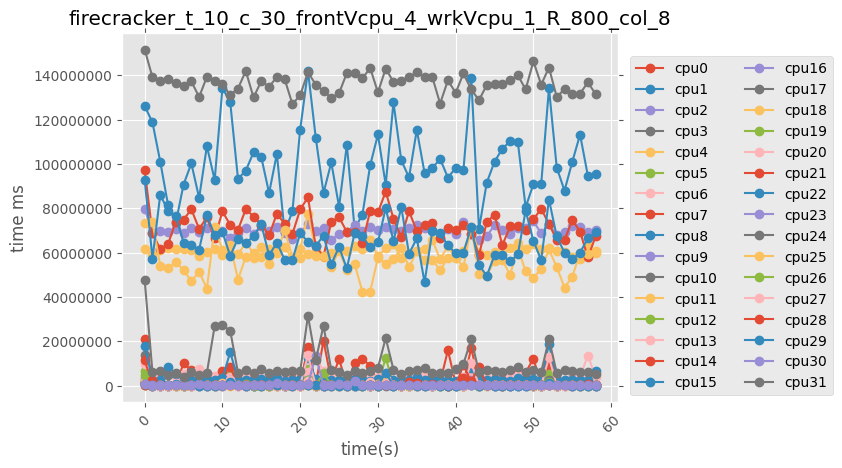 firecracker_t_10_c_30_frontVcpu_4_wrkVcpu_1_R_800_col_8
time ms
140000000
120000000
100000000
80000000
60000000
40000000
20000000
0
0
10
20
30
40
50
60
time(s)
cpu0
cpu1
cpu2
cpu3
cpu4
cpu5
cpu6
cpu7
cpu8
cpu9
cpu10
cpu11
cpu12
cpu13
cpu14
cpu15
cpu16
cpu17
cpu18
cpu19
cpu20
cpu21
cpu22
cpu23
cpu24
cpu25
cpu26
cpu27
cpu28
cpu29
cpu30
cpu31